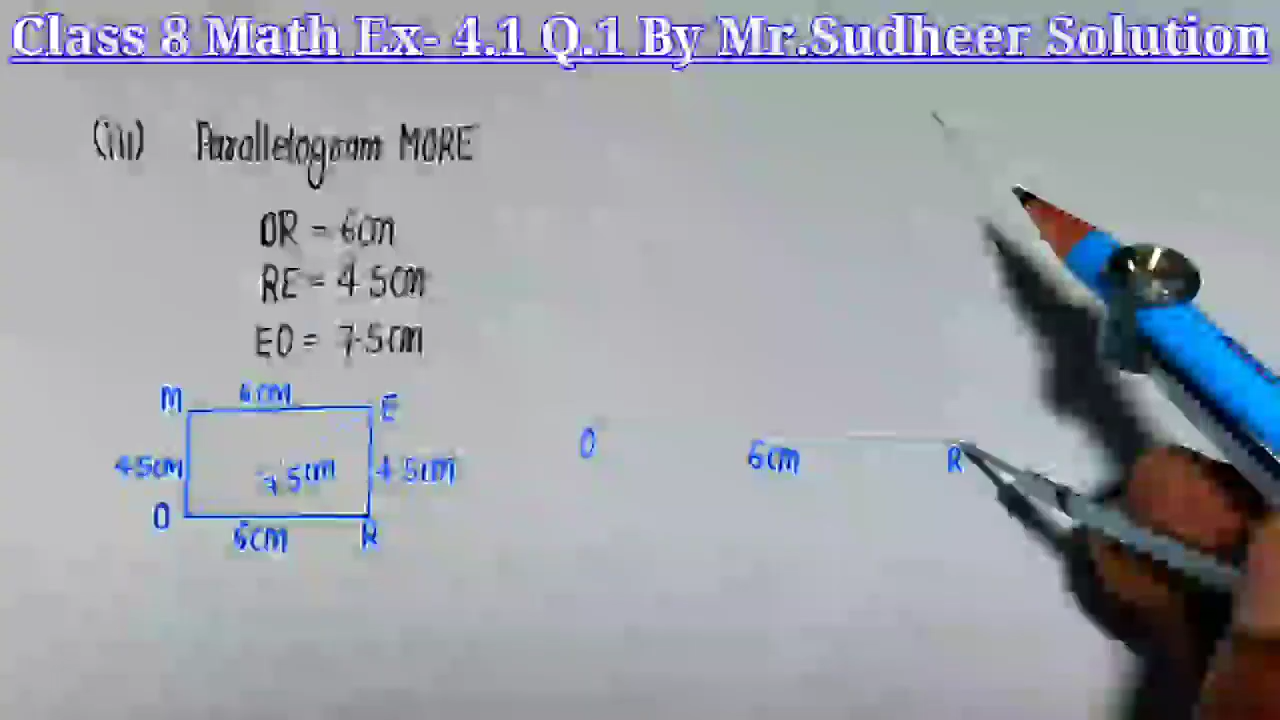 Class 8 Math Ex- 4.1 Q.1 By Mr.Sudheer Solution
(iii) Parallelogram MORE
OR = 6cm
RE = 4.5cm
EO = 7.5cm
M 6cm E
4.5cm 7.5cm 4.5cm
O 6cm R
O 6cm R